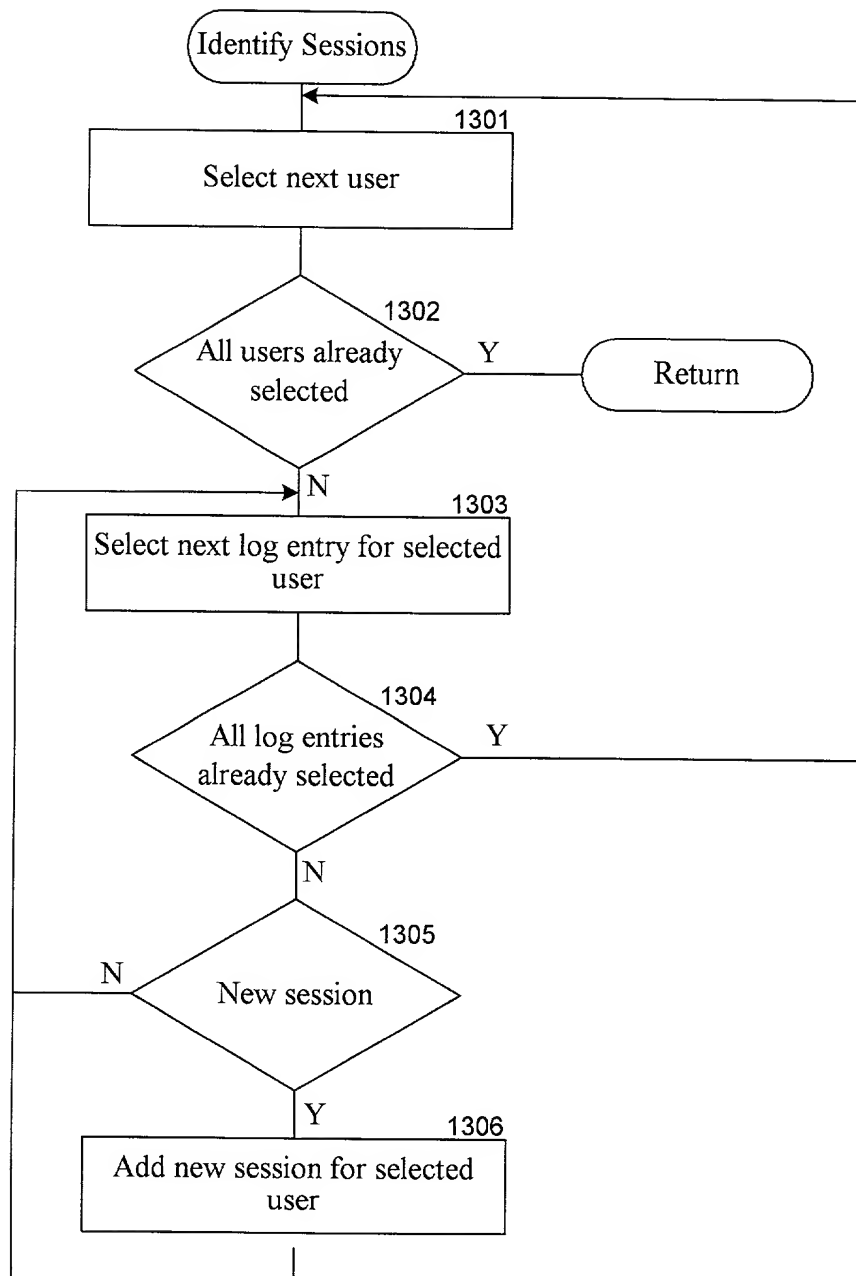 Identify Sessions
1301
Select next user
1302
All users already
selected
Y
Return
N
1303
Select next log entry for selected
user
1304
All log entries
already selected
Y
N
1305
New session
N
Y
1306
Add new session for selected
user